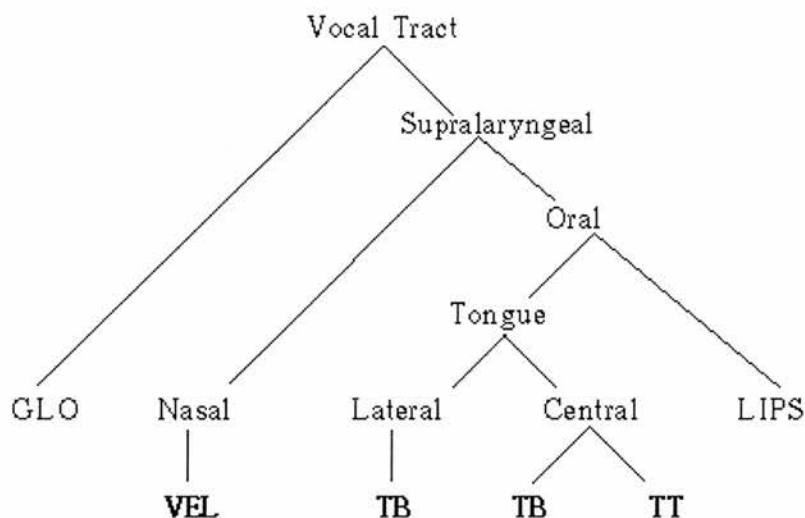 Vocal Tract
Supralaryngeal
Oral
Tongue
GLO Nasal Lateral Central LIPS
VEL TB TB TT